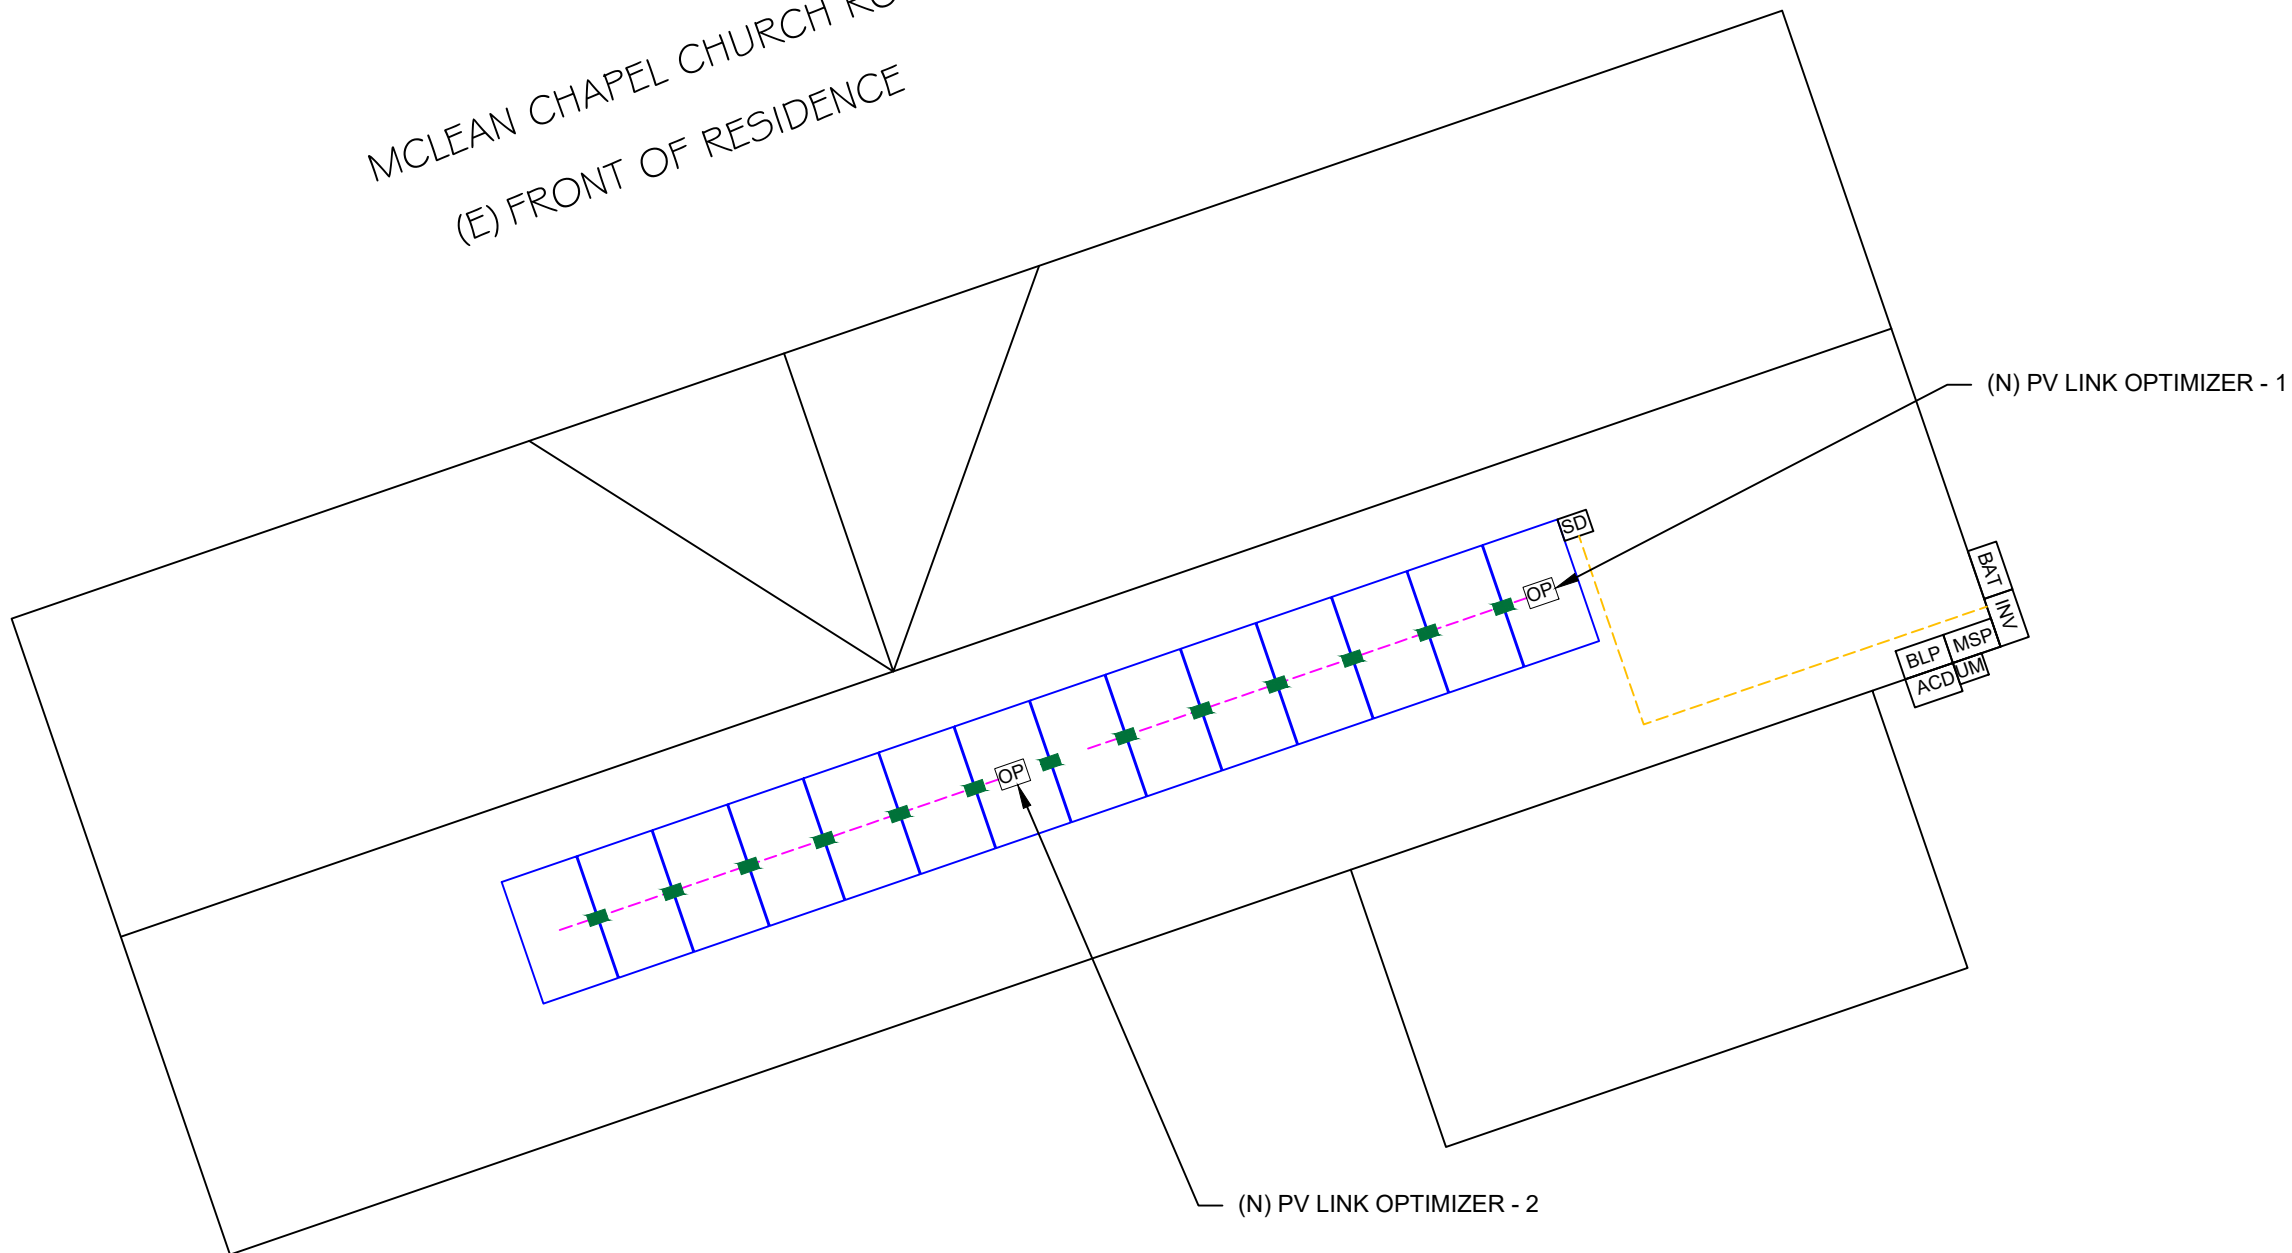 MCLEAN CHAPEL CHURCH
(E) FRONT OF RESIDENCE
(N) PV LINK OPTIMIZER - 1
SD
BAT
OP
INV
MSP
BLP
UM
ACD
OP
(N) PV LINK OPTIMIZER - 2